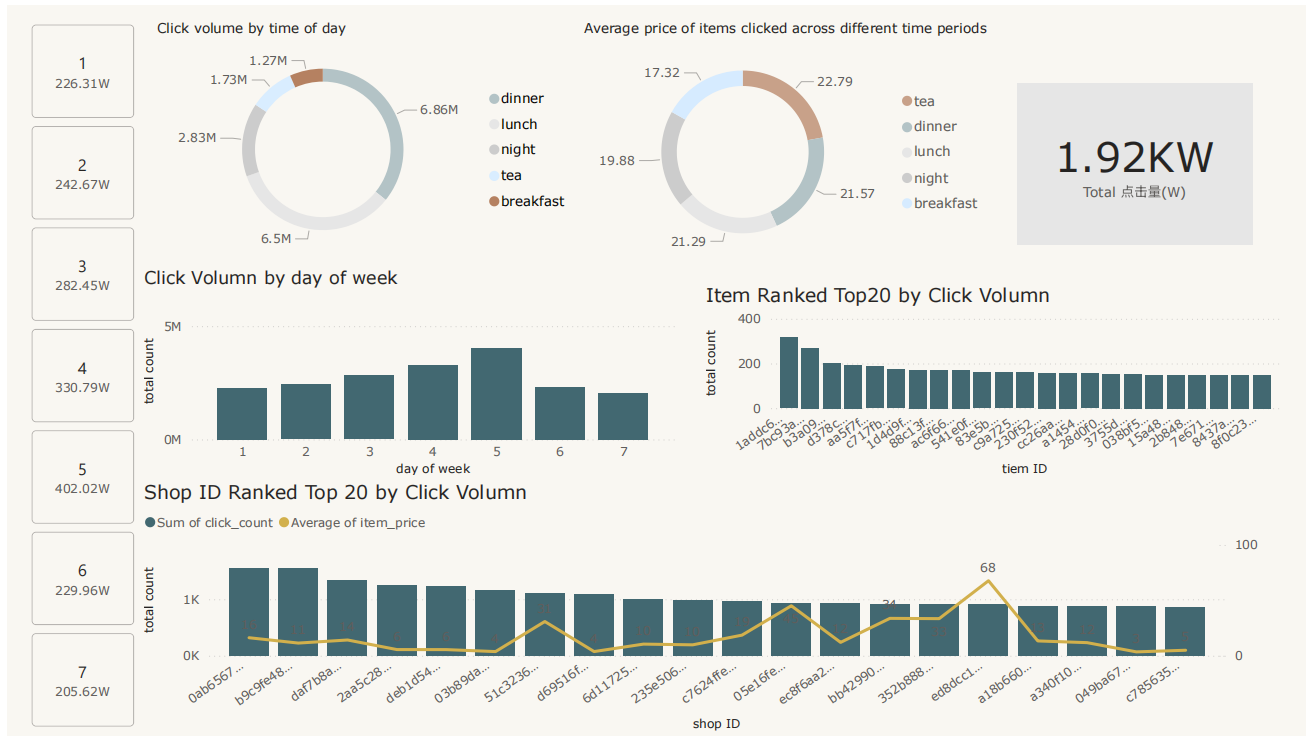 1
226.31W
2
242.67W
3
282.45W
4
330.79W
5
402.02W
6
229.96W
7
205.62W
Click volume by time of day
1.27M
1.73M
6.86M
2.83M
6.5M
dinner
lunch
night
tea
breakfast
Average price of items clicked across different time periods
17.32
22.79
19.88
21.57
21.29
tea
dinner
lunch
night
breakfast
1.92KW
Total 点击量(W)
Click Volumn by day of week
5M
0M
total count
1 2 3 4 5 6 7
day of week
Item Ranked Top20 by Click Volumn
400
200
0
total count
1addc6... 7bc93a... b3a09... d378c... aa5f7f... c717fb... 1d4d9f... 88c13f... ac6f66... 541e0f... 83e5b... c9a725... 230f52... cc26aa... a1454... 28d0f0... 3755d... 038bf5... 15a48... 2b848... 7e671... 8437a... 8f0c23...
tiem ID
Shop ID Ranked Top 20 by Click Volumn
Sum of click_count Average of item_price
100
68
34
1K
0K
0
total count
0ab6567... b9c9fe48... daf7b8a... 2aa5c28... deb1d54... 03b89da... 51c3236... d69516f... 6d11725... 235e506... c7624ffe... 05e16fe... ec8f6aa2... bb42990... 352b888... ed8dcc1... a18b660... a340f10... 049ba67... c785635...
shop ID